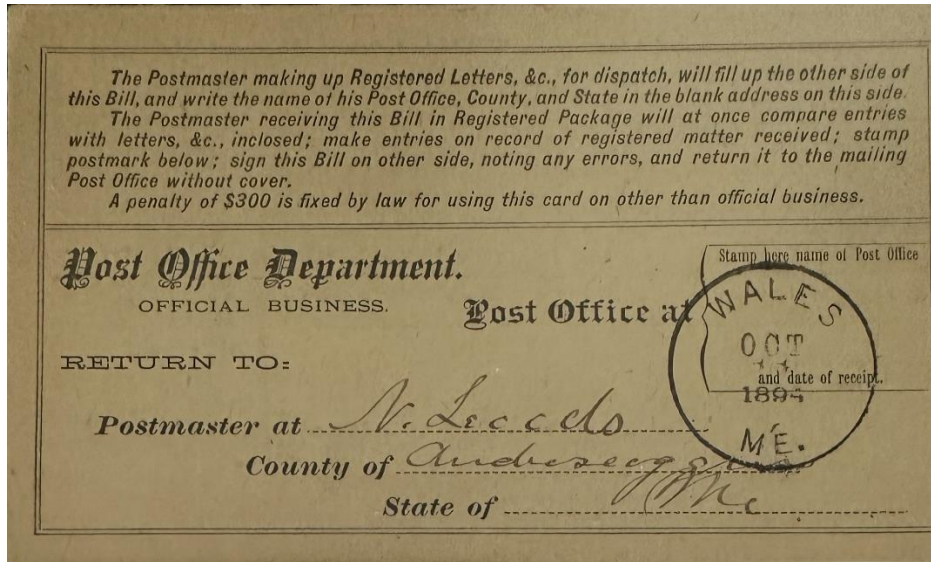 The Postmaster making up Registered Letters, &c., for dispatch, will fill up the other side of
this Bill, and write the name of his Post Office, County, and State in the blank address on this side.
The Postmaster receiving this Bill in Registered Package will at once compare entries
with letters, &c., inclosed; make entries on record of registered matter received; stamp
postmark below; sign this Bill on other side, noting any errors, and return it to the mailing
Post Office without cover.
A penalty of $300 is fixed by law for using this card on other than official business.
Post Office Department.
OFFICIAL BUSINESS.
Post Office at
Stamp here name of Post Office
and date of receipt.
WALES
OCT
1894
ME.
RETURN TO:
Postmaster at N. Leeds
County of Androscoggin
State of Me